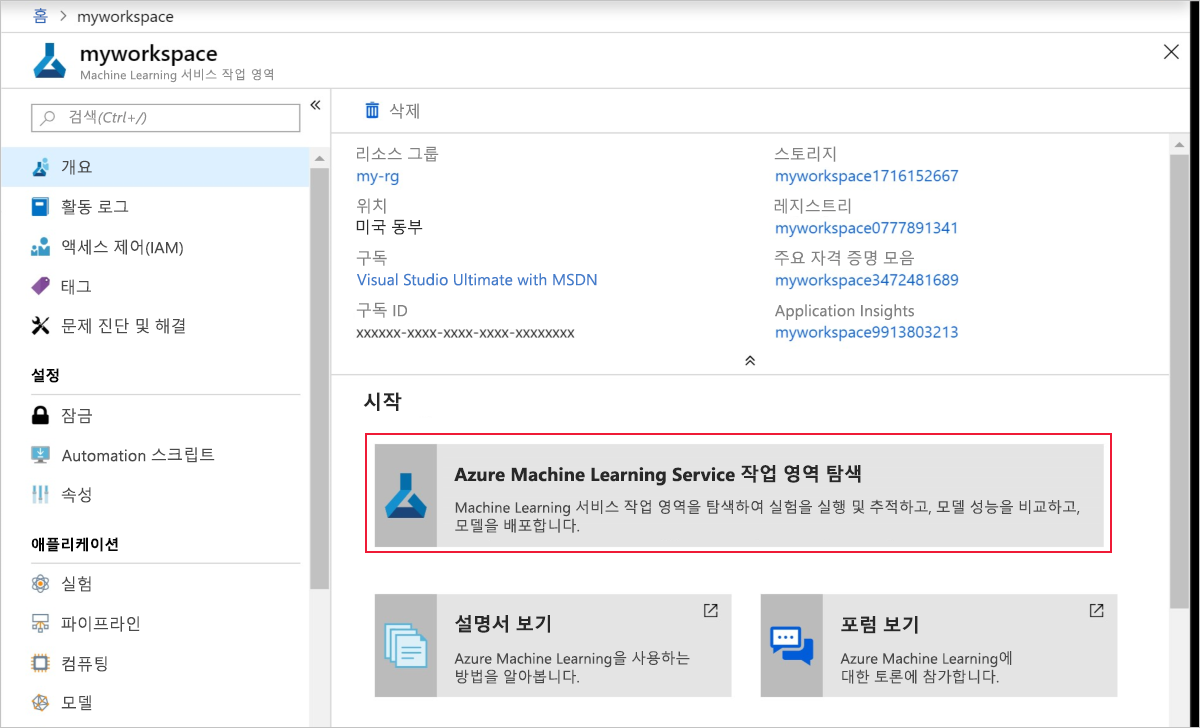 홈 > myworkspace
myworkspace
Machine Learning 서비스 작업 영역
검색(Ctrl+/)
개요
활동 로그
액세스 제어(IAM)
태그
문제 진단 및 해결
설정
잠금
Automation 스크립트
속성
애플리케이션
실험
파이프라인
컴퓨팅
모델
삭제
리소스 그룹
my-rg
위치
미국 동부
구독
Visual Studio Ultimate with MSDN
구독 ID
xxxxxx-xxxx-xxxx-xxxx-xxxxxxxx
스토리지
myworkspace1716152667
레지스트리
myworkspace0777891341
주요 자격 증명 모음
myworkspace3472481689
Application Insights
myworkspace9913803213
시작
Azure Machine Learning Service 작업 영역 탐색
Machine Learning 서비스 작업 영역을 탐색하여 실험을 실행 및 추적하고, 모델 성능을 비교하고,
모델을 배포합니다.
설명서 보기
Azure Machine Learning을 사용하는
방법을 알아봅니다.
포럼 보기
Azure Machine Learning에
대한 토론에 참가합니다.